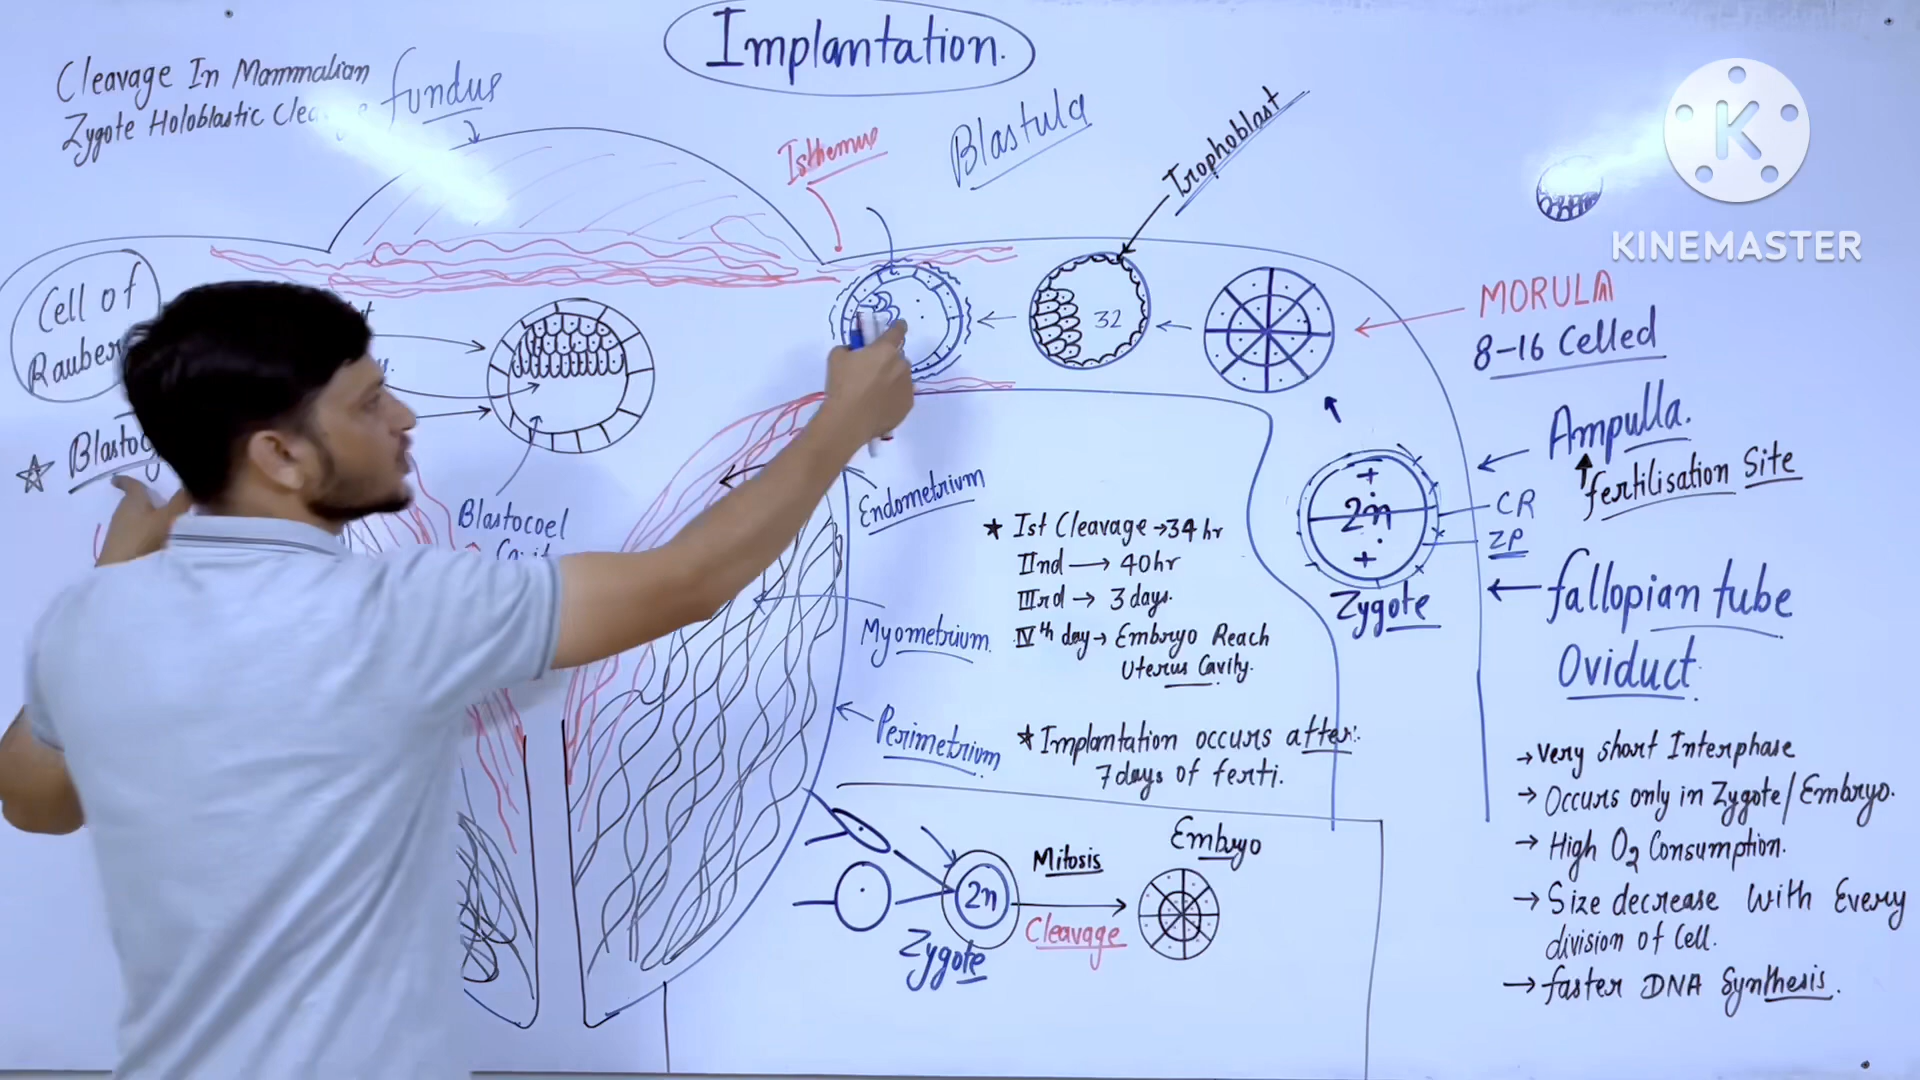 Implantation.
Cleavage In Mammalian
Zygote Holoblastic
fundus
Isthemus
Blastula
Trophoblast
KINEMASTER
Cell of
Rauber
32
MORULA
8-16 Celled
Ampulla.
fertilisation Site
CR
ZP
2n
Zygote
fallopian tube
Oviduct
Blastocoel
Endometrium
Myometrium
Perimetrium
★ Ist Cleavage → 34 hr
IInd → 40hr
IIIrd → 3 days.
IVth day → Embryo Reach
Uterus Cavity.
★ Implantation occurs after:
7 days of ferti.
→ Very short Interphase
→ Occurs only in Zygote/Embryo.
→ High O2 Consumption.
→ Size decrease With Every
division of Cell.
→ faster DNA Synthesis.
2n
Zygote
Mitosis
Cleavage
Embryo